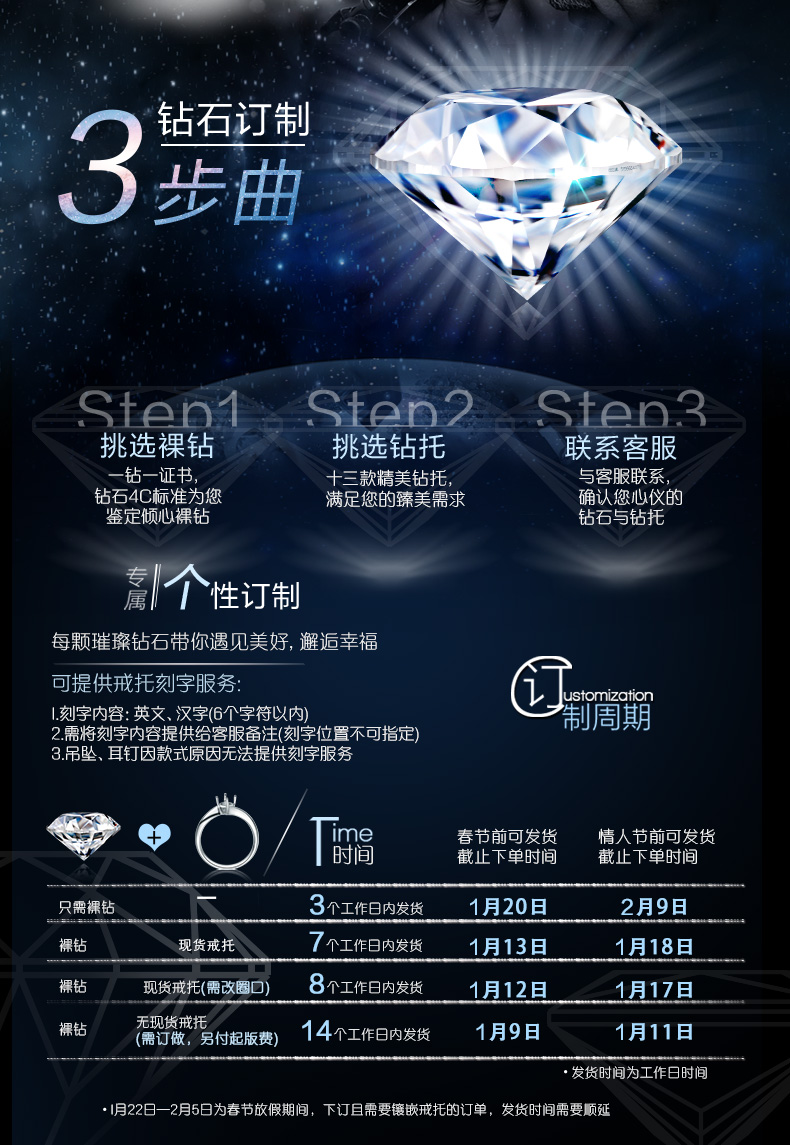 3
钻石订制
步曲
Step1 Step2 Step3
挑选裸钻 挑选钻托 联系客服
一钻一证书, 十三款精美钻托, 与客服联系,
钻石4C标准为您 满足您的臻美需求 确认您心仪的
鉴定倾心裸钻 钻石与钻托
专属 个性订制
每颗璀璨钻石带你遇见美好, 邂逅幸福
可提供戒托刻字服务:
1.刻字内容: 英文、汉字(6个字符以内)
2.需将刻字内容提供给客服备注(刻字位置不可指定)
3.吊坠、耳钉因款式原因无法提供刻字服务
订ustomization
制周期
Time 春节前可发货 情人节前可发货
时间 截止下单时间 截止下单时间
只需裸钻 — 3个工作日内发货 1月20日 2月9日
裸钻 现货戒托 7个工作日内发货 1月13日 1月18日
裸钻 现货戒托(需改圈口) 8个工作日内发货 1月12日 1月17日
裸钻 无现货戒托 14个工作日内发货 1月9日 1月11日
(需订做, 另付起版费)
•发货时间为工作日时间
•1月22日—2月5日为春节放假期间, 下订且需要镶嵌戒托的订单, 发货时间需要顺延